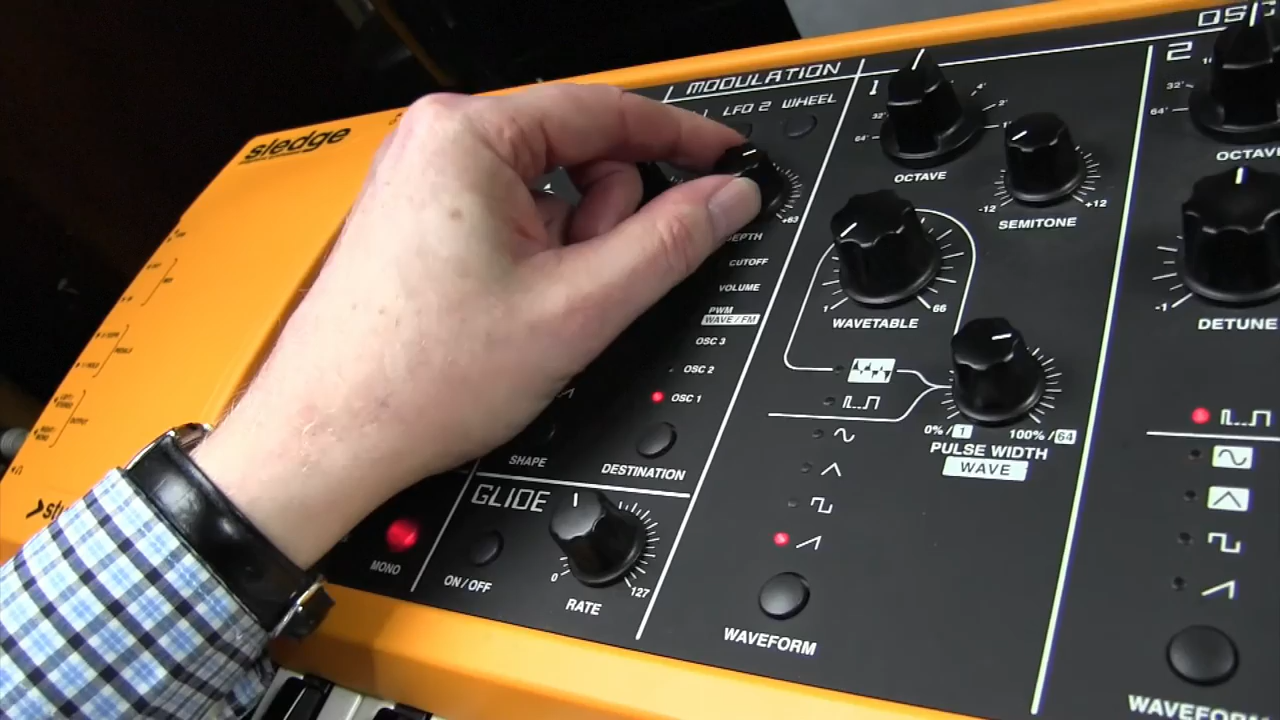 sledge
MODULATION
LFO 2 WHEEL
+63
DEPTH
CUTOFF
VOLUME
PWM
WAVE/FM
OSC 3
OSC 2
OSC 1
SHAPE
DESTINATION
MONO
GLIDE
ON/OFF
0
127
RATE
1
32'
64'
4'
2'
OCTAVE
-12
+12
SEMITONE
1
66
WAVETABLE
0%/1
100%/64
PULSE WIDTH
WAVE
WAVEFORM
OSC
2
32'
64'
OCTAVE
-1
DETUNE
WAVEFORM